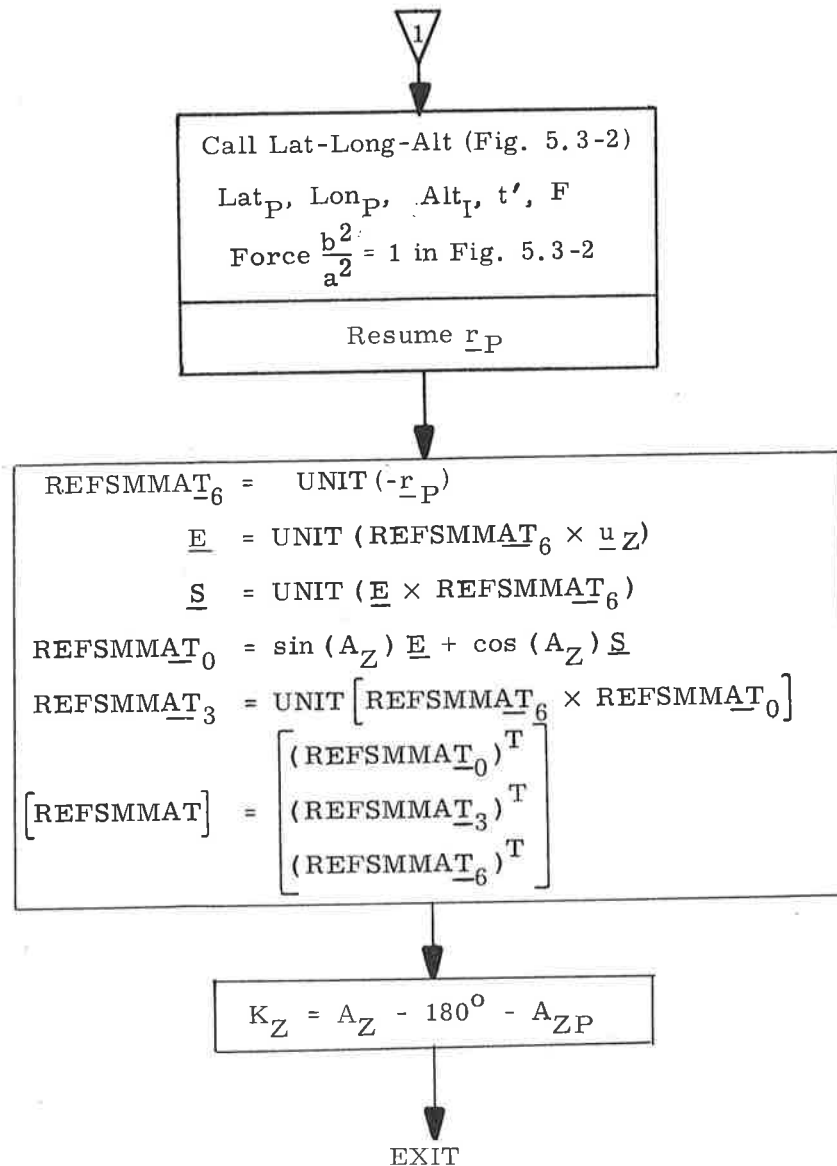 1
Call Lat-Long-Alt (Fig. 5.3-2)
Lat_P, Lon_P, Alt_I, t′, F
Force b²/a² = 1 in Fig. 5.3-2
Resume r_P
REFSMMAT_6 = UNIT (-r_P)
E = UNIT (REFSMMAT_6 × u_Z)
S = UNIT (E × REFSMMAT_6)
REFSMMAT_0 = sin (A_Z) E + cos (A_Z) S
REFSMMAT_3 = UNIT [REFSMMAT_6 × REFSMMAT_0]
(REFSMMAT_0)^T
[REFSMMAT] = (REFSMMAT_3)^T
(REFSMMAT_6)^T
K_Z = A_Z - 180° - A_ZP
EXIT